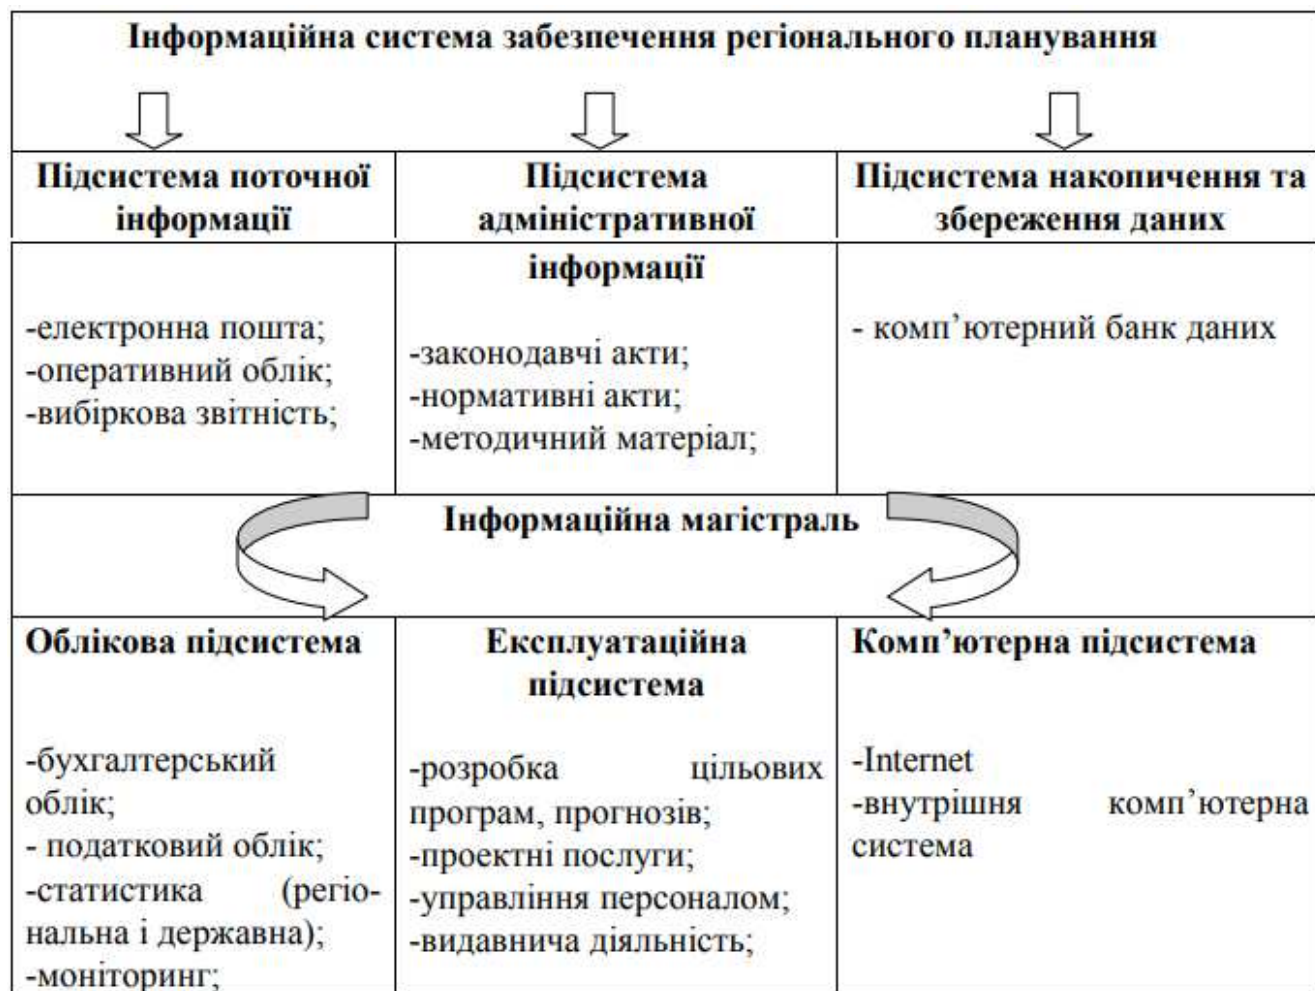 Інформаційна система забезпечення регіонального планування
Підсистема поточної
інформації
Підсистема
адміністративної
інформації
Підсистема накопичення та
збереження даних
-електронна пошта;
-оперативний облік;
-вибіркова звітність;
-законодавчі акти;
-нормативні акти;
-методичний матеріал;
- комп’ютерний банк даних
Інформаційна магістраль
Облікова підсистема
-бухгалтерський
облік;
- податковий облік;
-статистика (регіо-
нальна і державна);
-моніторинг;
Експлуатаційна
підсистема
-розробка цільових
програм, прогнозів;
-проектні послуги;
-управління персоналом;
-видавнича діяльність;
Комп’ютерна підсистема
-Internet
-внутрішня комп’ютерна
система